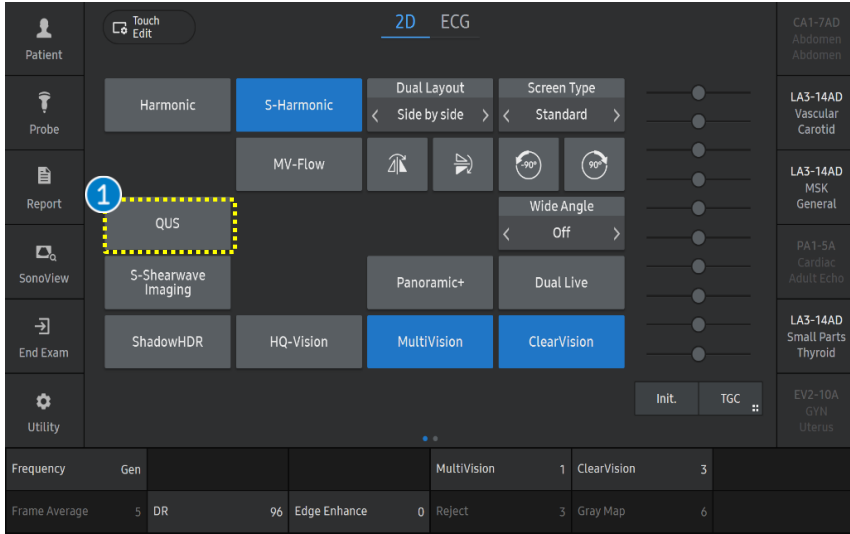 Patient
Touch
Edit
2D ECG
CA1-7AD
Abdomen
Abdomen
Probe
Harmonic
S-Harmonic
Dual Layout
Side by side
Screen Type
Standard
LA3-14AD
Vascular
Carotid
MV-Flow
-90°
90°
Report
1
QUS
Wide Angle
Off
LA3-14AD
MSK
General
SonoView
S-Shearwave
Imaging
Panoramic+
Dual Live
PA1-5A
Cardiac
Adult Echo
End Exam
ShadowHDR
HQ-Vision
MultiVision
ClearVision
LA3-14AD
Small Parts
Thyroid
Utility
Init.
TGC
EV2-10A
GYN
Uterus
Frequency Gen
MultiVision 1
ClearVision 3
Frame Average 5
DR 96
Edge Enhance 0
Reject 3
Gray Map 6